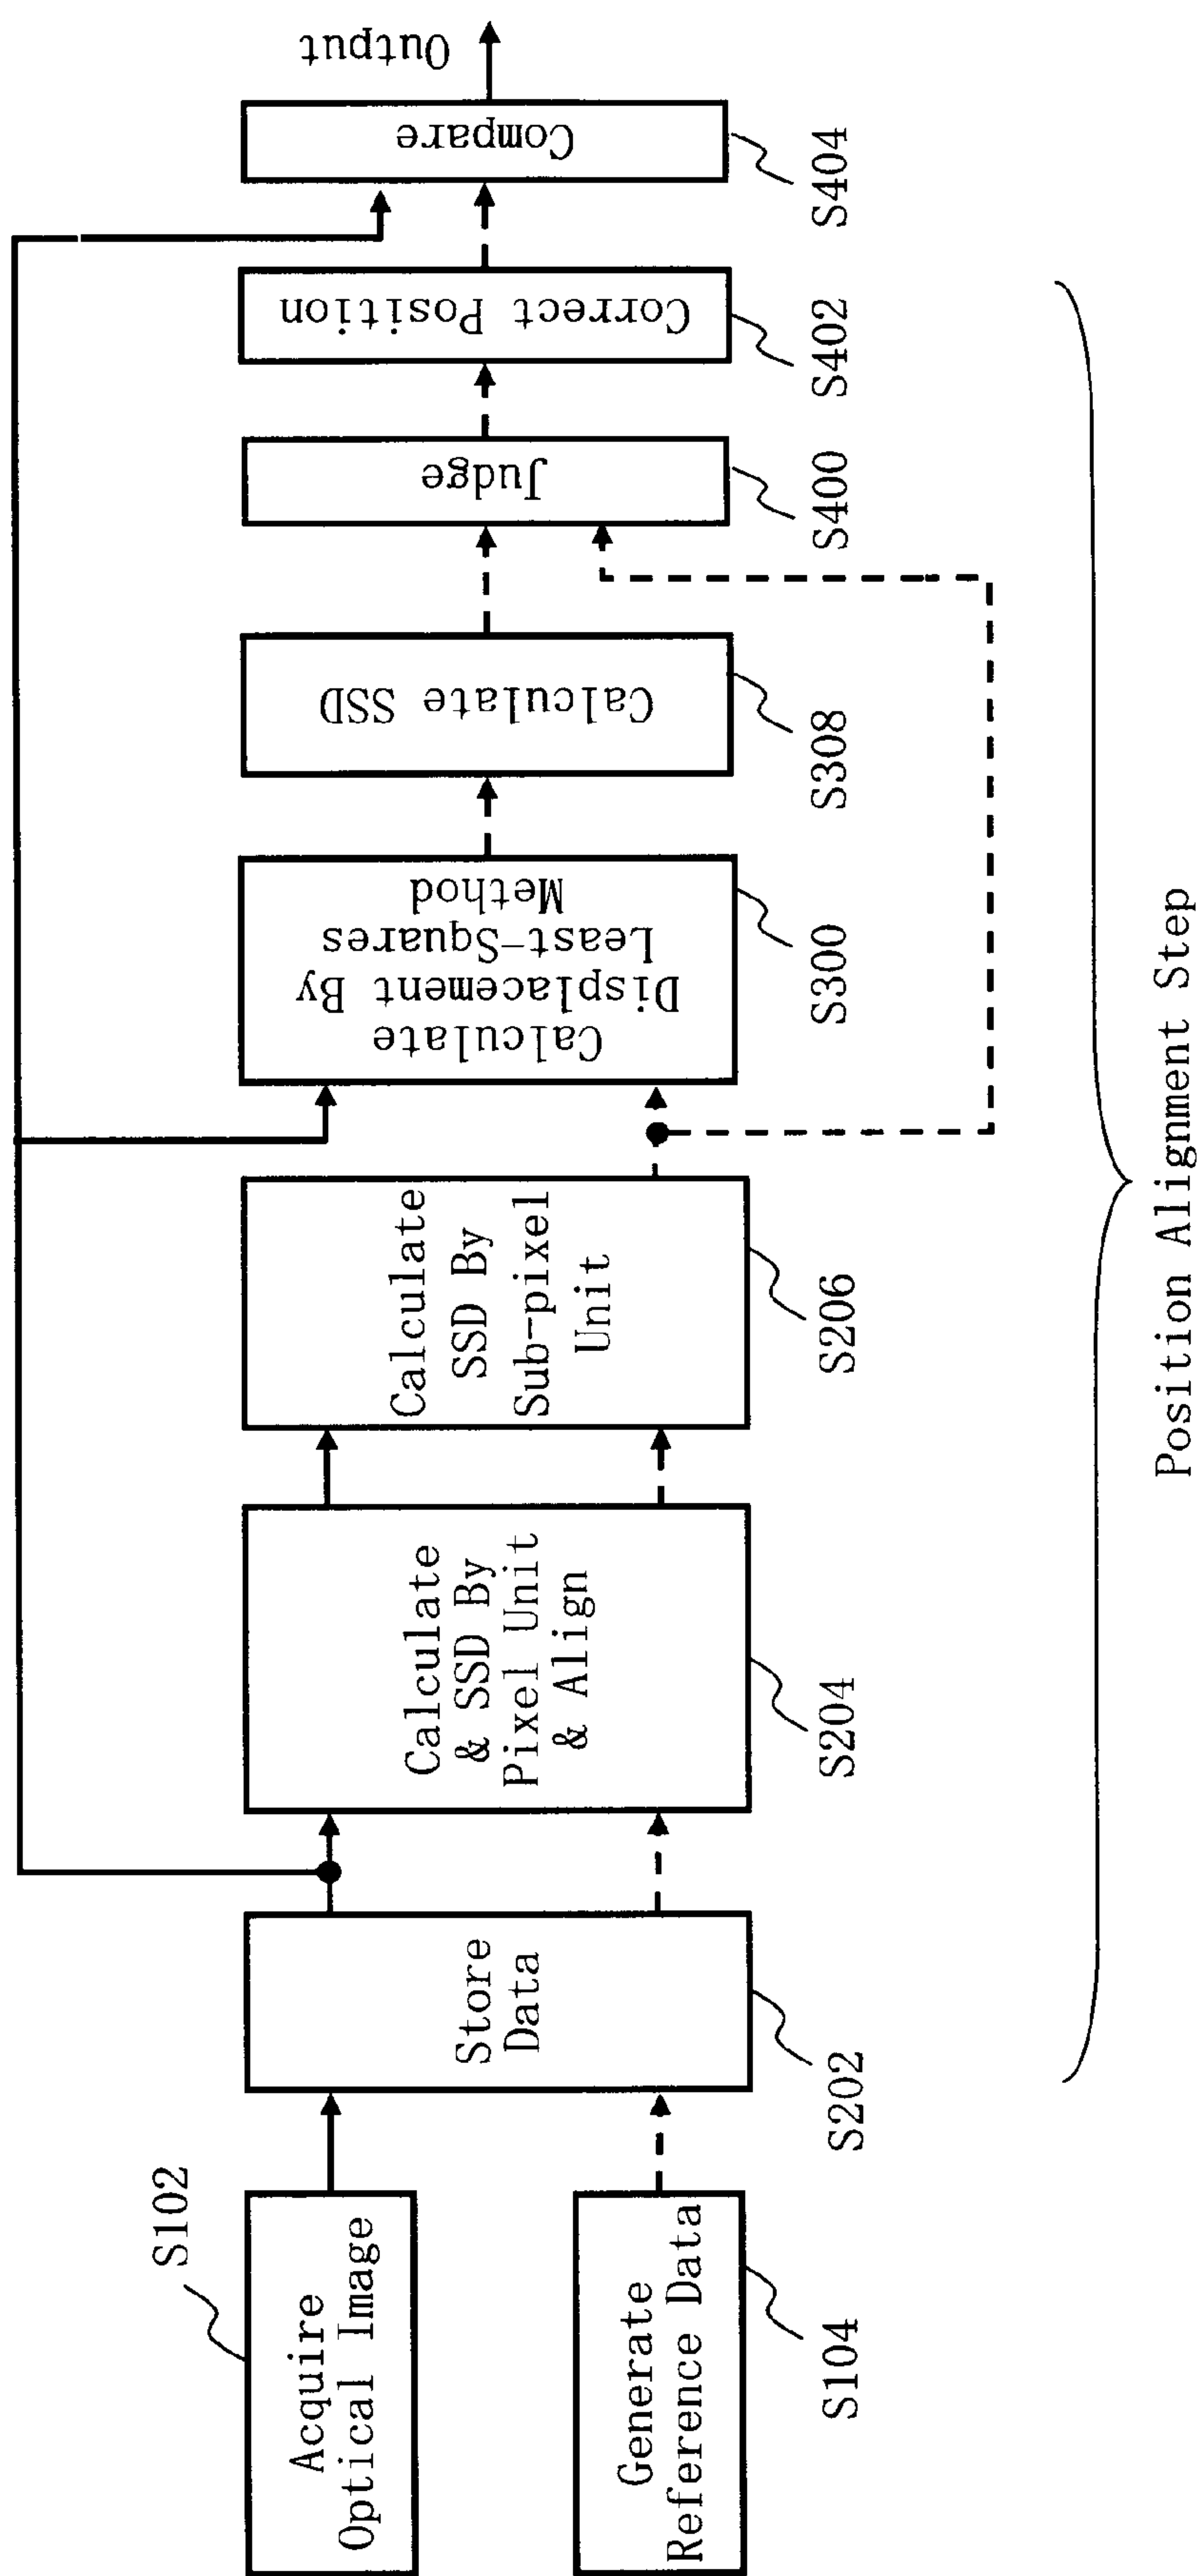 S102
Acquire
Optical Image
Generate
Reference Data
S104
Store
Data
S202
Calculate
& SSD By
Pixel Unit
& Align
S204
Calculate
SSD By
Sub-pixel
Unit
S206
Calculate
Displacement By
Least-Squares
Method
S300
Calculate SSD
S308
Judge
S400
Correct Position
S402
Compare
S404
Output
Position Alignment Step